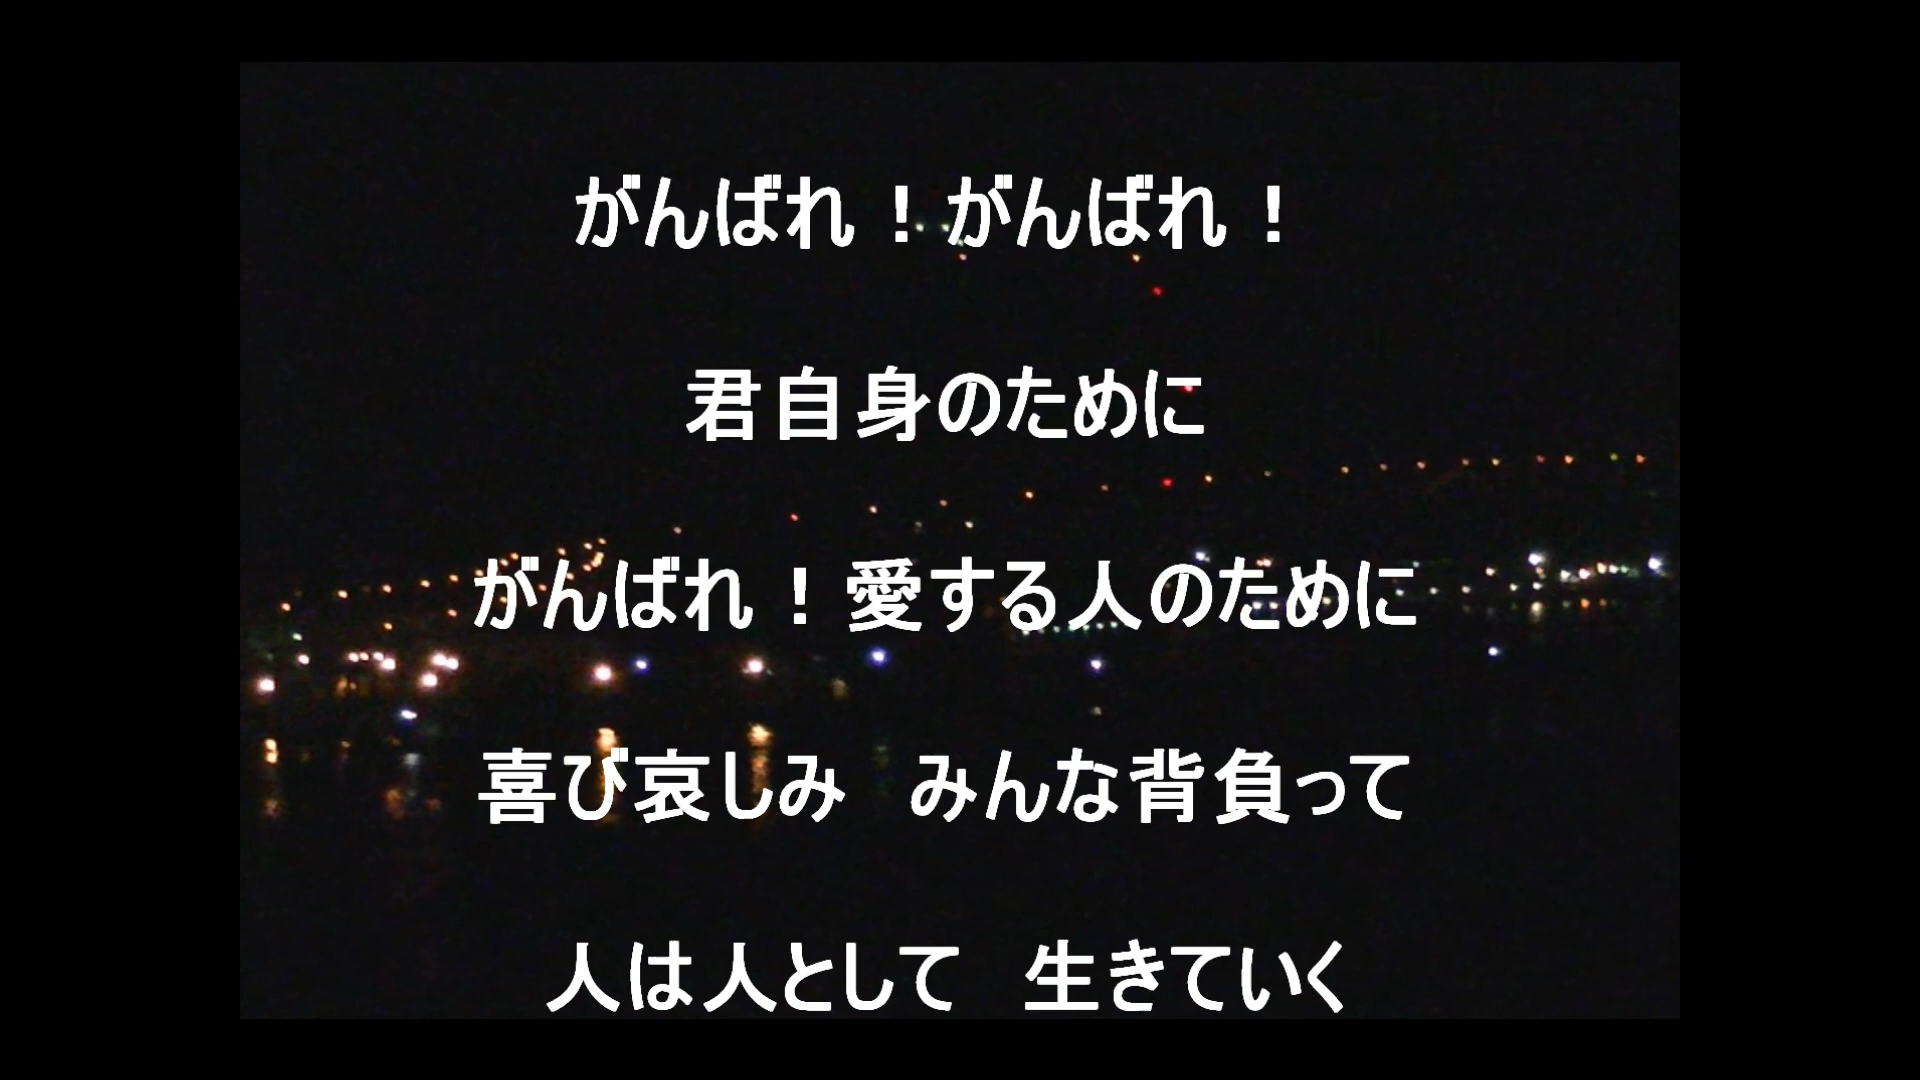 がんばれ！がんばれ！
君自身のために
がんばれ！愛する人のために
喜び哀しみ　みんな背負って
人は人として　生きていく